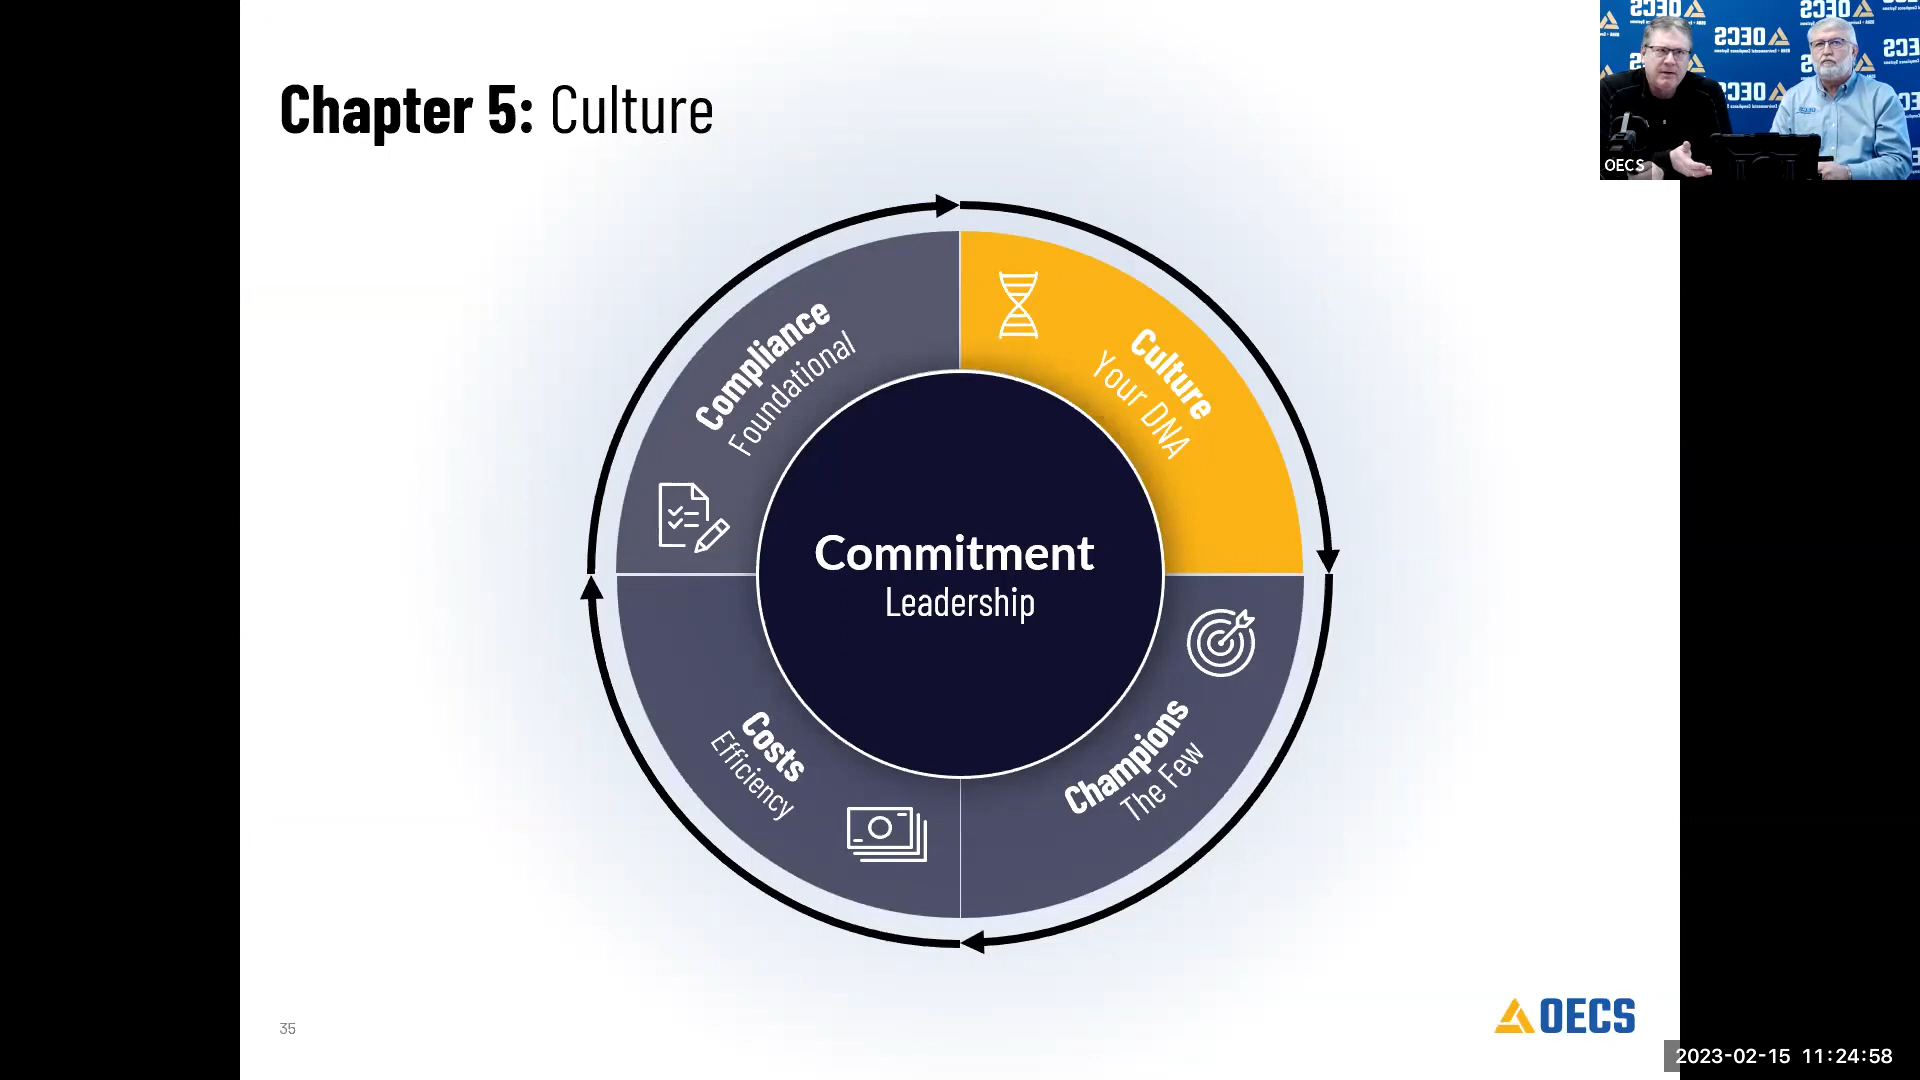 Chapter 5: Culture
Compliance
Foundational
Culture
Your DNA
Commitment
Leadership
Costs
Efficiency
Champions
The Few
35
OECS
OECS
2023-02-15 11:24:58